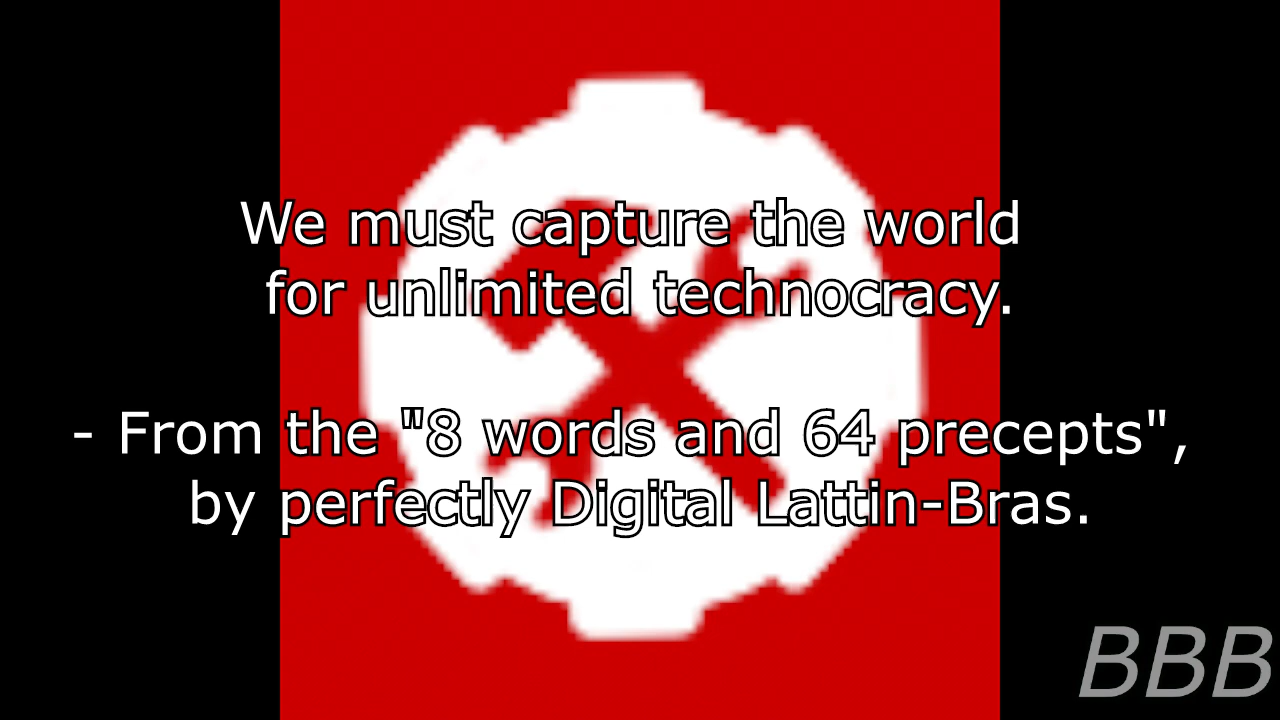 We must capture the world
for unlimited technocracy.
- From the "8 words and 64 precepts",
by perfectly Digital Lattin-Bras.
BBB